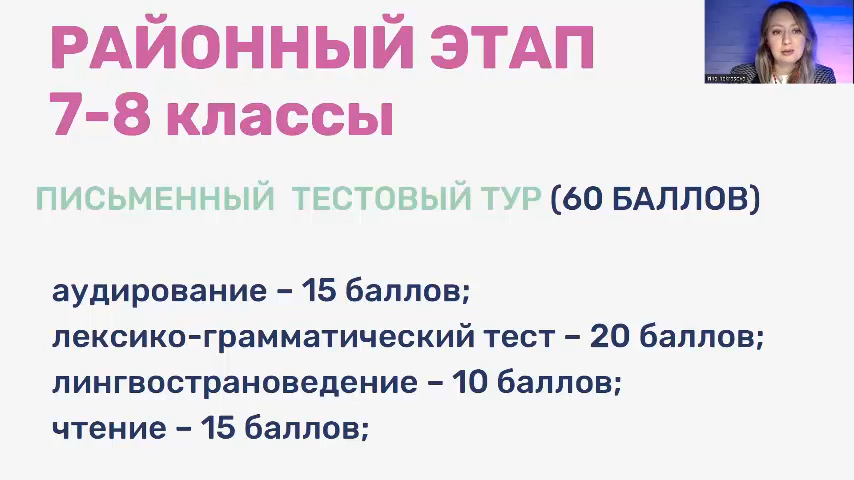 РАЙОННЫЙ ЭТАП
7-8 классы
ПИСЬМЕННЫЙ ТЕСТОВЫЙ ТУР (60 БАЛЛОВ)
аудирование – 15 баллов;
лексико-грамматический тест – 20 баллов;
лингвострановедение – 10 баллов;
чтение – 15 баллов;